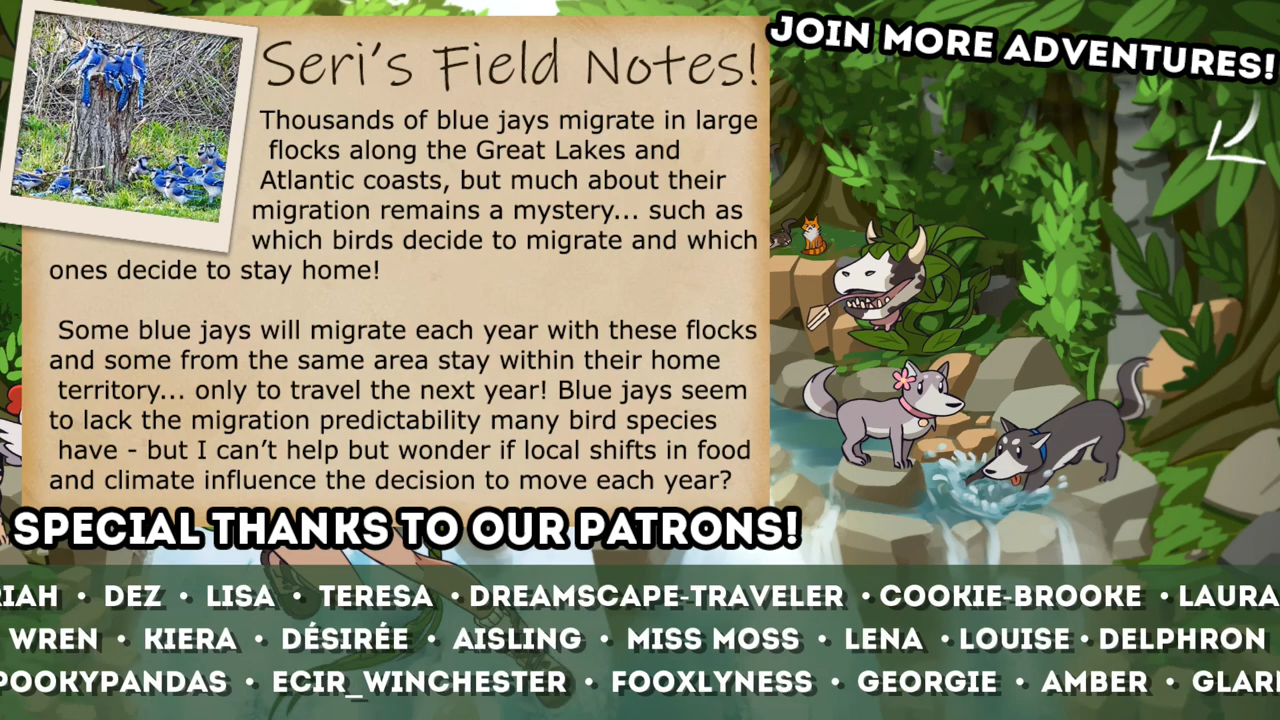 Seri's Field Notes!
JOIN MORE ADVENTURES!
Thousands of blue jays migrate in large
flocks along the Great Lakes and
Atlantic coasts, but much about their
migration remains a mystery... such as
which birds decide to migrate and which
ones decide to stay home!
Some blue jays will migrate each year with these flocks
and some from the same area stay within their home
territory... only to travel the next year! Blue jays seem
to lack the migration predictability many bird species
have - but I can't help but wonder if local shifts in food
and climate influence the decision to move each year?
SPECIAL THANKS TO OUR PATRONS!
• DEZ • LISA • TERESA • DREAMSCAPE-TRAVELER • COOKIE-BROOKE • LAURA
WREN • KIERA • DÉSIRÉE • AISLING • MISS MOSS • LENA • LOUISE • DELPHRON
POOKYPANDAS • ECIR_WINCHESTER • FOOXLYNESS • GEORGIE • AMBER •